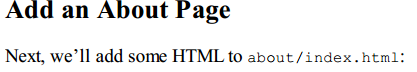 Add an About Page
Next, we’ll add some HTML to about/index.html: